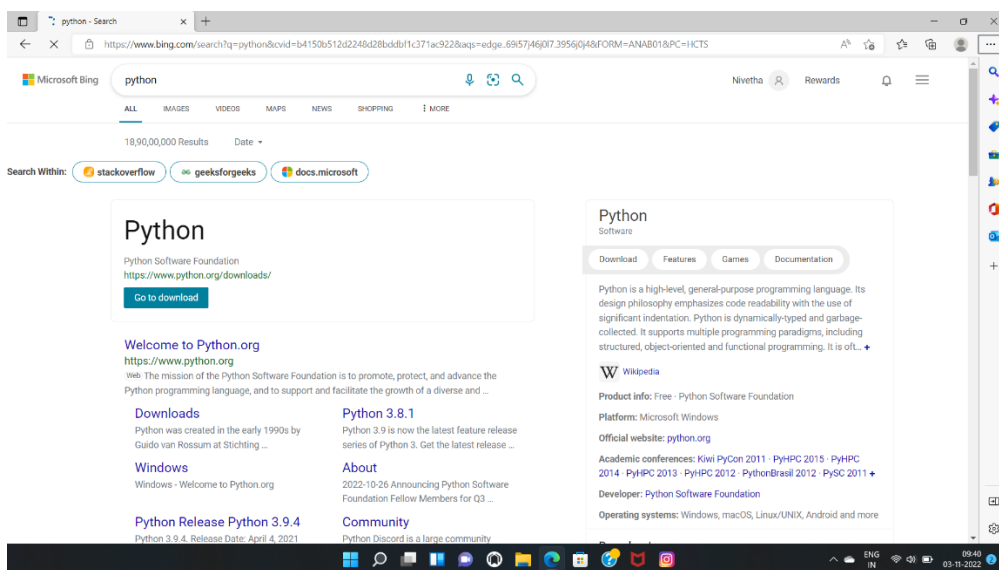 python - Search
https://www.bing.com/search?q=python&cvid=b4150b512d2248d28bddbf1c371ac922&aqs=edge..69i57j46j0l7.3956j0j4&FORM=ANAB01&PC=HCTS
Microsoft Bing
python
Nivetha
Rewards
ALL IMAGES VIDEOS MAPS NEWS SHOPPING MORE
18,90,00,000 Results Date
Search Within: stackoverflow geeksforgeeks docs.microsoft
Python
Python Software Foundation
https://www.python.org/downloads/
Go to download
Welcome to Python.org
https://www.python.org
Web The mission of the Python Software Foundation is to promote, protect, and advance the
Python programming language, and to support and facilitate the growth of a diverse and ...
Downloads
Python was created in the early 1990s by
Guido van Rossum at Stichting ...
Python 3.8.1
Python 3.9 is now the latest feature release
series of Python 3. Get the latest release ...
Windows
Windows - Welcome to Python.org
About
2022-10-26 Announcing Python Software
Foundation Fellow Members for Q3 ...
Python Release Python 3.9.4
Python 3.9.4. Release Date: April 4, 2021
Community
Python Discord is a large community
Python
Software
Download Features Games Documentation
Python is a high-level, general-purpose programming language. Its
design philosophy emphasizes code readability with the use of
significant indentation. Python is dynamically-typed and garbage-
collected. It supports multiple programming paradigms, including
structured, object-oriented and functional programming. It is oft... +
W Wikipedia
Product info: Free · Python Software Foundation
Platform: Microsoft Windows
Official website: python.org
Academic conferences: Kiwi PyCon 2011 · PyHPC 2015 · PyHPC
2014 · PyHPC 2013 · PyHPC 2012 · PythonBrasil 2012 · PySC 2011 +
Developer: Python Software Foundation
Operating systems: Windows, macOS, Linux/UNIX, Android and more
ENG
IN
09:40
03-11-2022
2